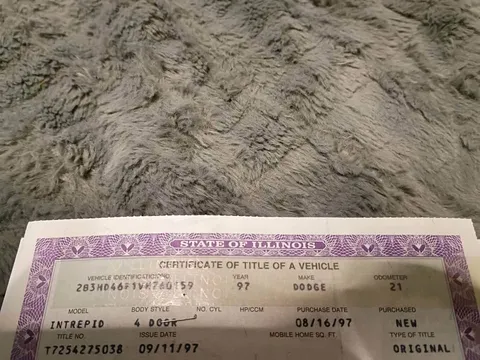 STATE OF ILLINOIS
CERTIFICATE OF TITLE OF A VEHICLE
VEHICLE IDENTIFICATION NO. YEAR MAKE ODOMETER
97 DODGE 21
MODEL BODY STYLE NO. CYL HP/CCM PURCHASE DATE PURCHASED
INTREPID 4 DOOR 08/16/97 NEW
TITLE NO. ISSUE DATE MOBILE HOME SQ. FT. TYPE OF TITLE
T7254275038 09/11/97 ORIGINAL